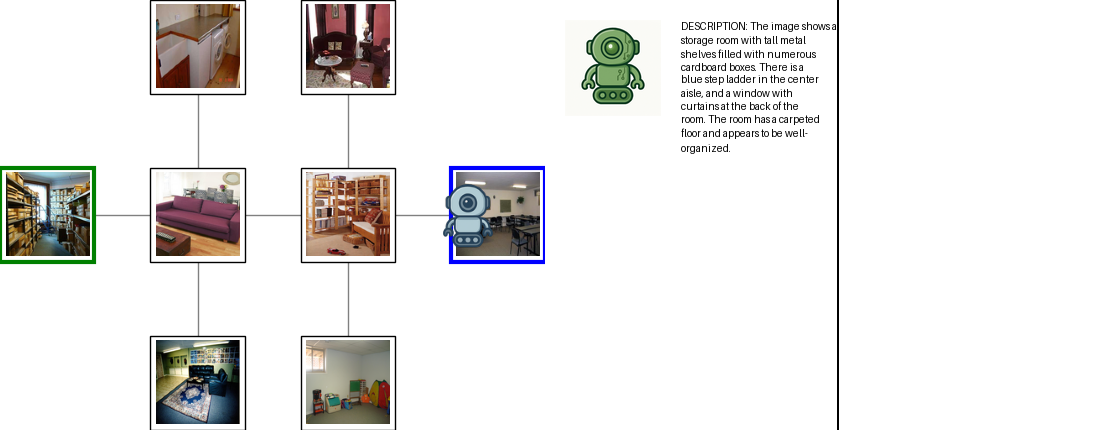 DESCRIPTION: The image shows a
storage room with tall metal
shelves filled with numerous
cardboard boxes. There is a
blue step ladder in the center
aisle, and a window with
curtains at the back of the
room. The room has a carpeted
floor and appears to be well-
organized.